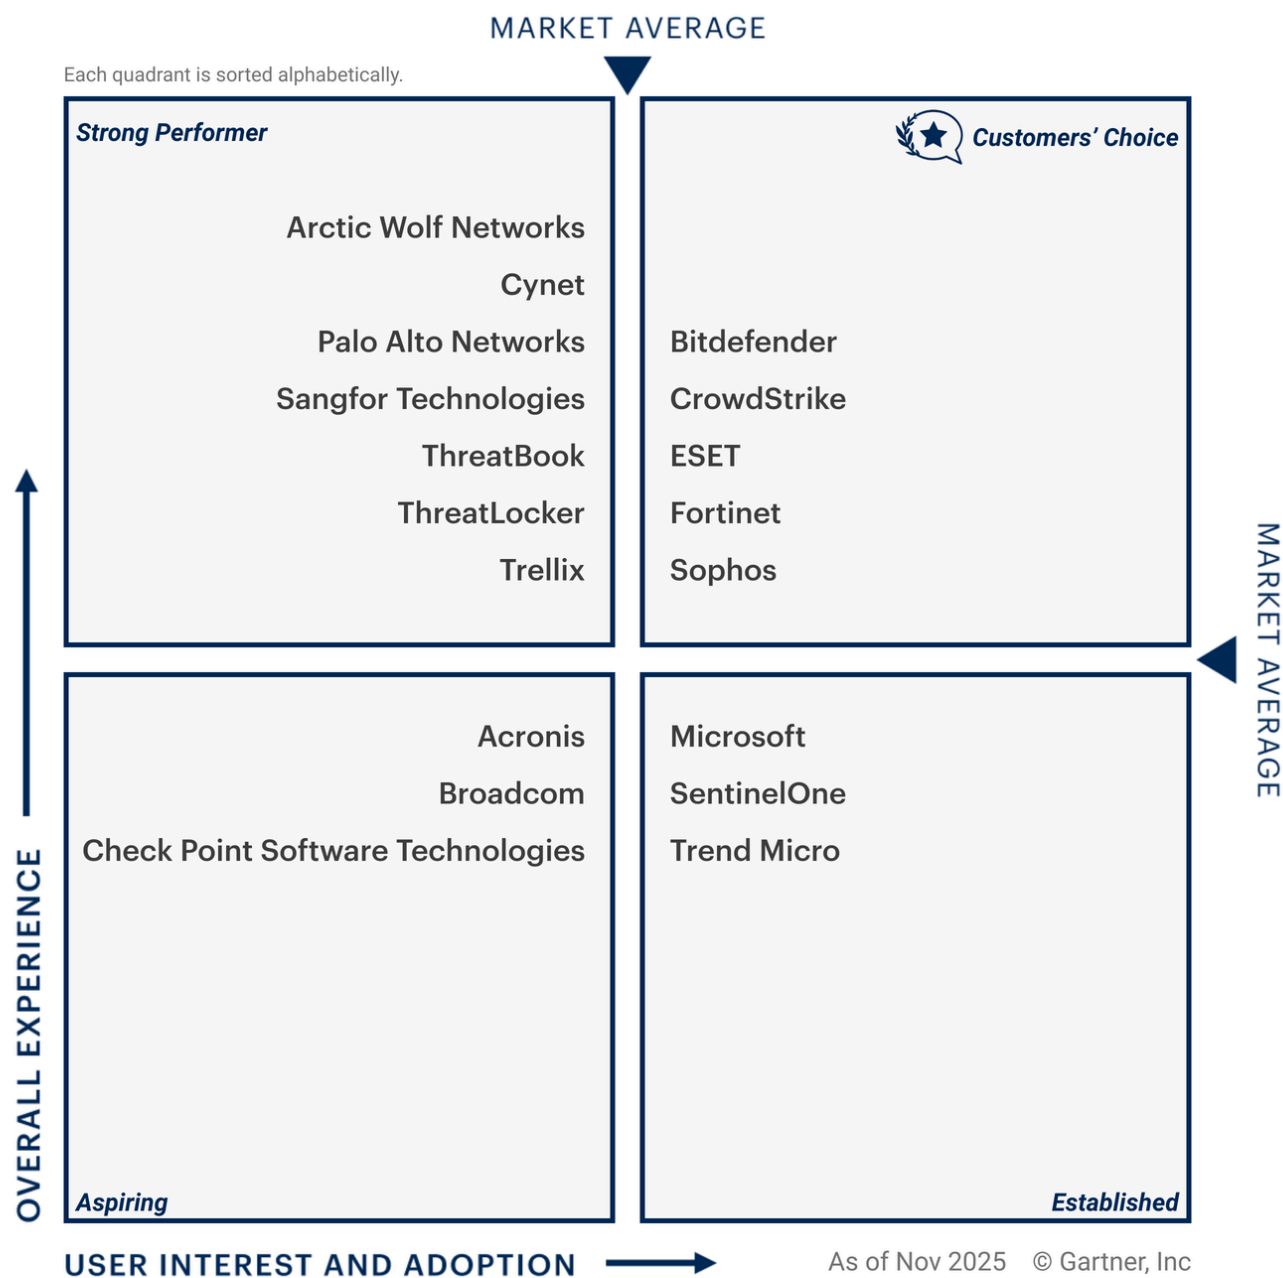 MARKET AVERAGE
Each quadrant is sorted alphabetically.
Strong Performer
Arctic Wolf Networks
Cynet
Palo Alto Networks
Sangfor Technologies
ThreatBook
ThreatLocker
Trellix
Customers’ Choice
Bitdefender
CrowdStrike
ESET
Fortinet
Sophos
MARKET AVERAGE
OVERALL EXPERIENCE
Acronis
Broadcom
Check Point Software Technologies
Aspiring
Microsoft
SentinelOne
Trend Micro
Established
USER INTEREST AND ADOPTION
As of Nov 2025 © Gartner, Inc